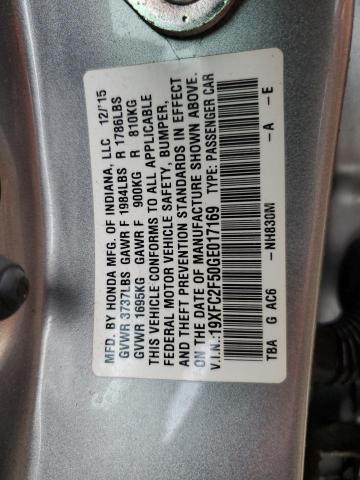 MFD. BY HONDA MFG. OF INDIANA, LLC 12/'15
GVWR 3737LBS GAWR F 1984LBS R 1786LBS
GVWR 1695KG GAWR F 900KG R 810KG
THIS VEHICLE CONFORMS TO ALL APPLICABLE
FEDERAL MOTOR VEHICLE SAFETY, BUMPER,
AND THEFT PREVENTION STANDARDS IN EFFECT
ON THE DATE OF MANUFACTURE SHOWN ABOVE.
V.I.N.:19XFC2F50GE017169 TYPE: PASSENGER CAR
TBA G AC6 -NH830M -A -E